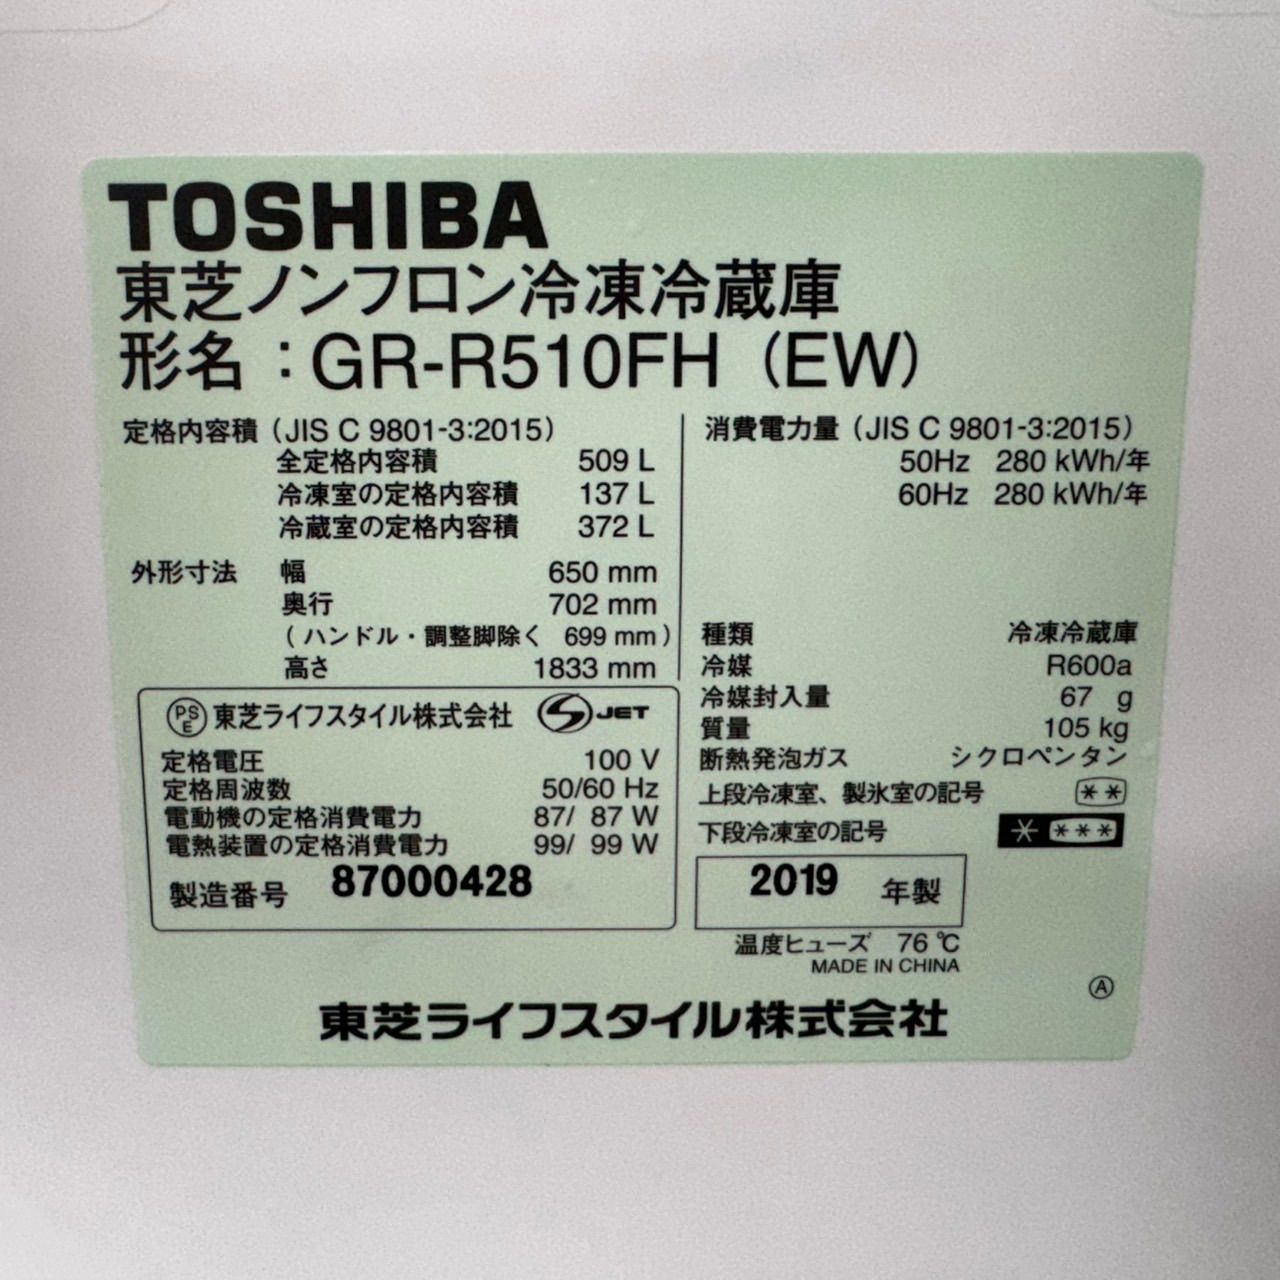 TOSHIBA
東芝ノンフロン冷凍冷蔵庫
形名：GR-R510FH（EW）
定格内容積（JIS C 9801-3:2015）
全定格内容積 509 L
冷凍室の定格内容積 137 L
冷蔵室の定格内容積 372 L
外形寸法 幅 650 mm
奥行 702 mm
（ハンドル・調整脚除く 699 mm）
高さ 1833 mm
PSE 東芝ライフスタイル株式会社 JET
定格電圧 100 V
定格周波数 50/60 Hz
電動機の定格消費電力 87/ 87 W
電熱装置の定格消費電力 99/ 99 W
製造番号 87000428
消費電力量（JIS C 9801-3:2015）
50Hz 280 kWh/年
60Hz 280 kWh/年
種類 冷凍冷蔵庫
冷媒 R600a
冷媒封入量 67 g
質量 105 kg
断熱発泡ガス シクロペンタン
上段冷凍室、製氷室の記号 **
下段冷凍室の記号 * ***
2019 年製
温度ヒューズ 76 ℃
MADE IN CHINA
Ⓐ
東芝ライフスタイル株式会社